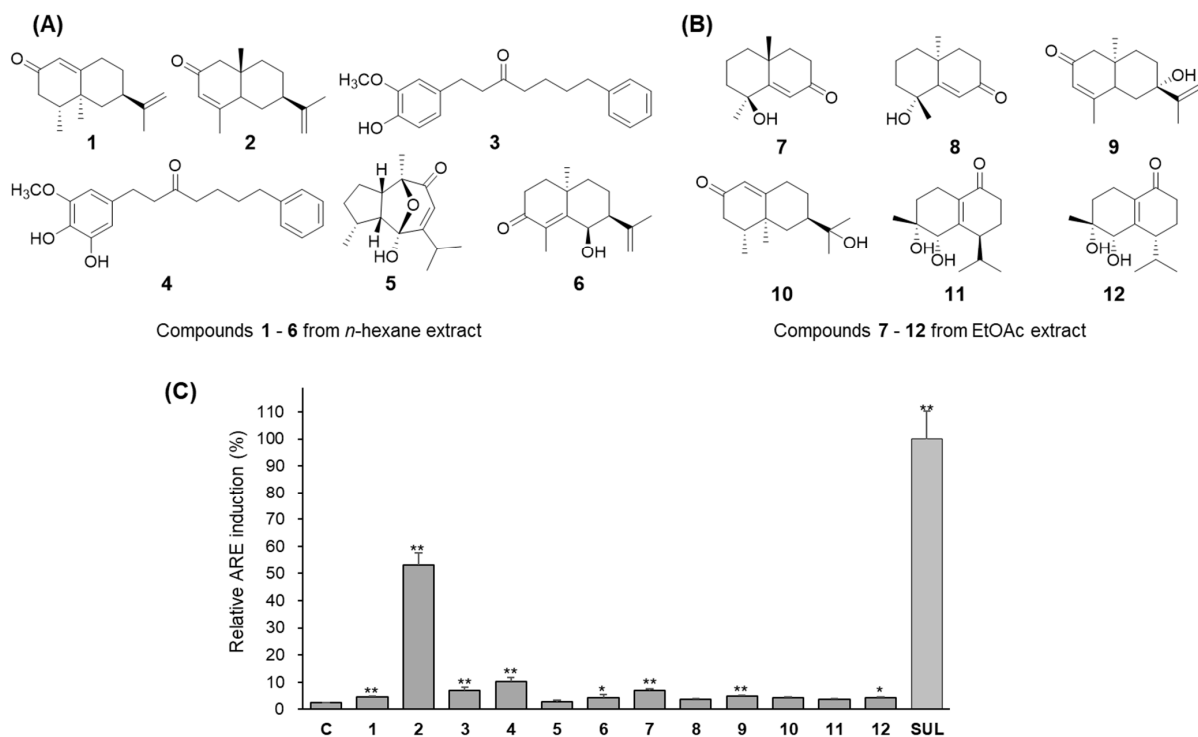 (A)
(B)
O
1
O
2
H₃CO
HO
O
3
OH
7
O
HO
8
O
O
OH
9
H₃CO
HO
OH
O
4
H
O
O
H
HO
5
O
OH
6
O
OH
10
O
OH
OH
11
O
OH
OH
12
Compounds 1 - 6 from n-hexane extract
Compounds 7 - 12 from EtOAc extract
(C)
Relative ARE induction (%)
110
100
90
80
70
60
50
40
30
20
10
0
**
**
**
**
*
**
**
*
**
C 1 2 3 4 5 6 7 8 9 10 11 12 SUL